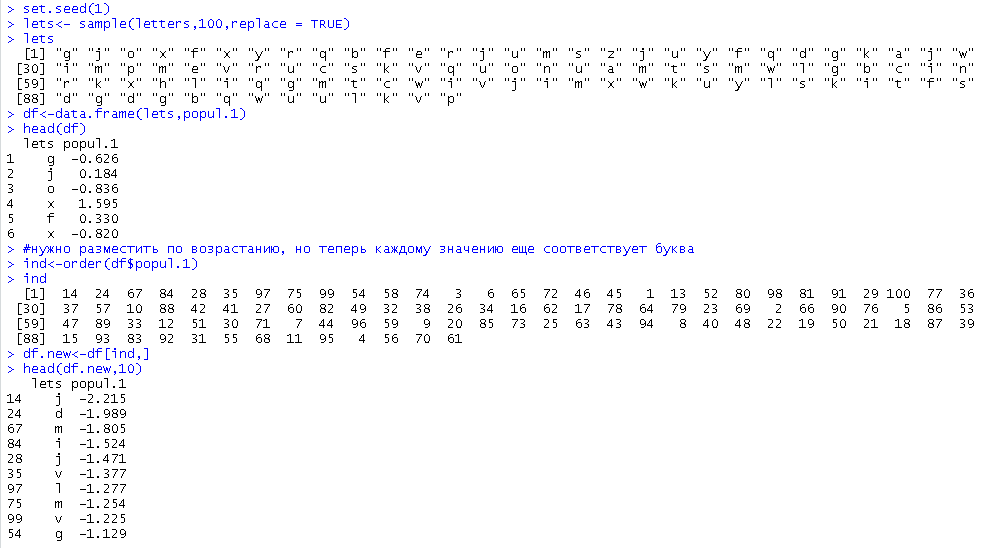 > set.seed(1)
> lets<- sample(letters,100,replace = TRUE)
> lets
[1] "g" "j" "o" "x" "f" "x" "y" "r" "q" "b" "f" "e" "r" "j" "u" "m" "s" "z" "j" "u" "y" "f" "q" "d" "g" "k" "a" "j" "w"
[30] "i" "m" "p" "m" "e" "v" "r" "u" "c" "s" "k" "v" "q" "u" "o" "n" "u" "a" "m" "t" "s" "m" "w" "l" "g" "b" "c" "i" "n"
[59] "r" "k" "x" "h" "l" "i" "q" "g" "m" "t" "c" "w" "i" "v" "j" "i" "m" "x" "w" "k" "u" "y" "l" "s" "k" "i" "t" "f" "s"
[88] "d" "g" "d" "g" "b" "q" "w" "u" "u" "l" "k" "v" "p"
> df<-data.frame(lets,popul.1)
> head(df)
lets popul.1
1 g -0.626
2 j 0.184
3 o -0.836
4 x 1.595
5 f 0.330
6 x -0.820
> #нужно разместить по возрастанию, но теперь каждому значению еще соответствует буква
> ind<-order(df$popul.1)
> ind
[1] 14 24 67 84 28 35 97 75 99 54 58 74 3 6 65 72 46 45 1 13 52 80 98 81 91 29 100 77 36
[30] 37 57 10 88 42 41 27 60 82 49 32 38 26 34 16 62 17 78 64 79 23 69 2 66 90 76 5 86 53
[59] 47 89 33 12 51 30 71 7 44 96 59 9 20 85 73 25 63 43 94 8 40 48 22 19 50 21 18 87 39
[88] 15 93 83 92 31 55 68 11 95 4 56 70 61
> df.new<-df[ind,]
> head(df.new,10)
lets popul.1
14 j -2.215
24 d -1.989
67 m -1.805
84 i -1.524
28 j -1.471
35 v -1.377
97 l -1.277
75 m -1.254
99 v -1.225
54 g -1.129